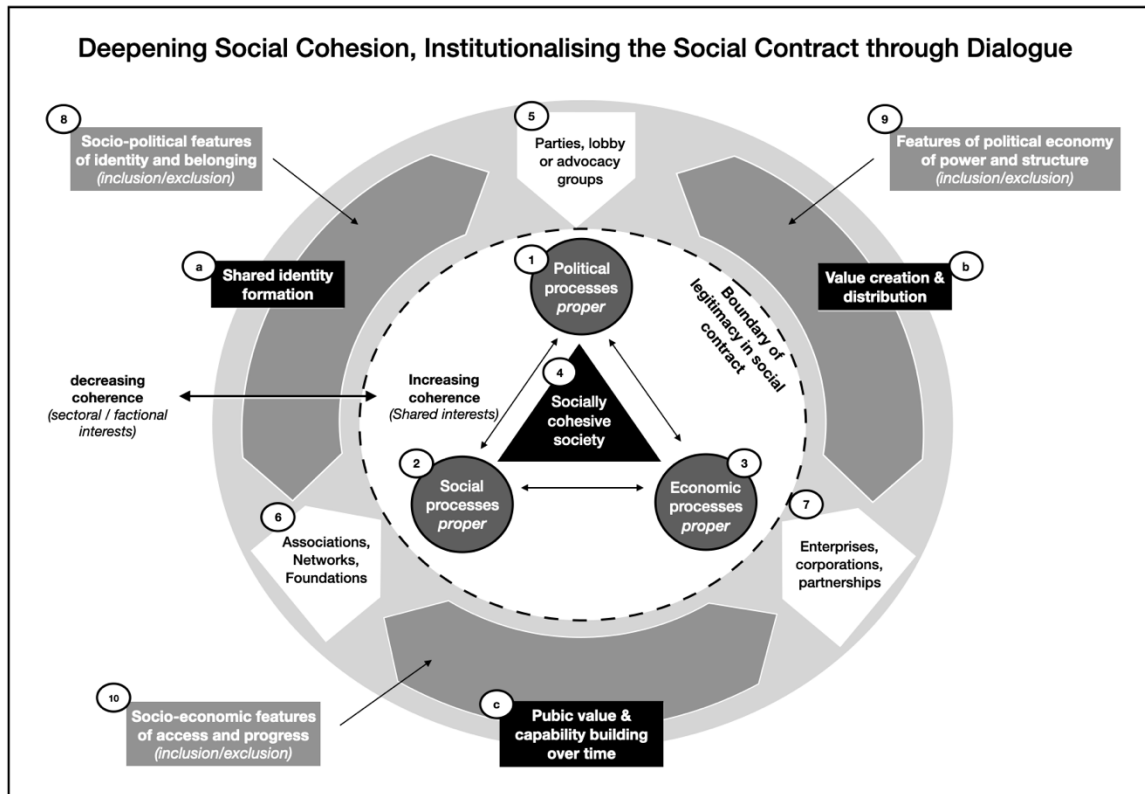 Deepening Social Cohesion, Institutionalising the Social Contract through Dialogue
8
Socio-political features
of identity and belonging
(inclusion/exclusion)
5
Parties, lobby
or advocacy
groups
9
Features of political economy
of power and structure
(inclusion/exclusion)
a
Shared identity
formation
1
Political
processes
proper
Boundary of
legitimacy in social
contract
b
Value creation &
distribution
decreasing
coherence
(sectoral / factional
interests)
Increasing
coherence
(Shared interests)
4
Socially
cohesive
society
2
Social
processes
proper
3
Economic
processes
proper
6
Associations,
Networks,
Foundations
7
Enterprises,
corporations,
partnerships
10
Socio-economic features
of access and progress
(inclusion/exclusion)
c
Pubic value &
capability building
over time